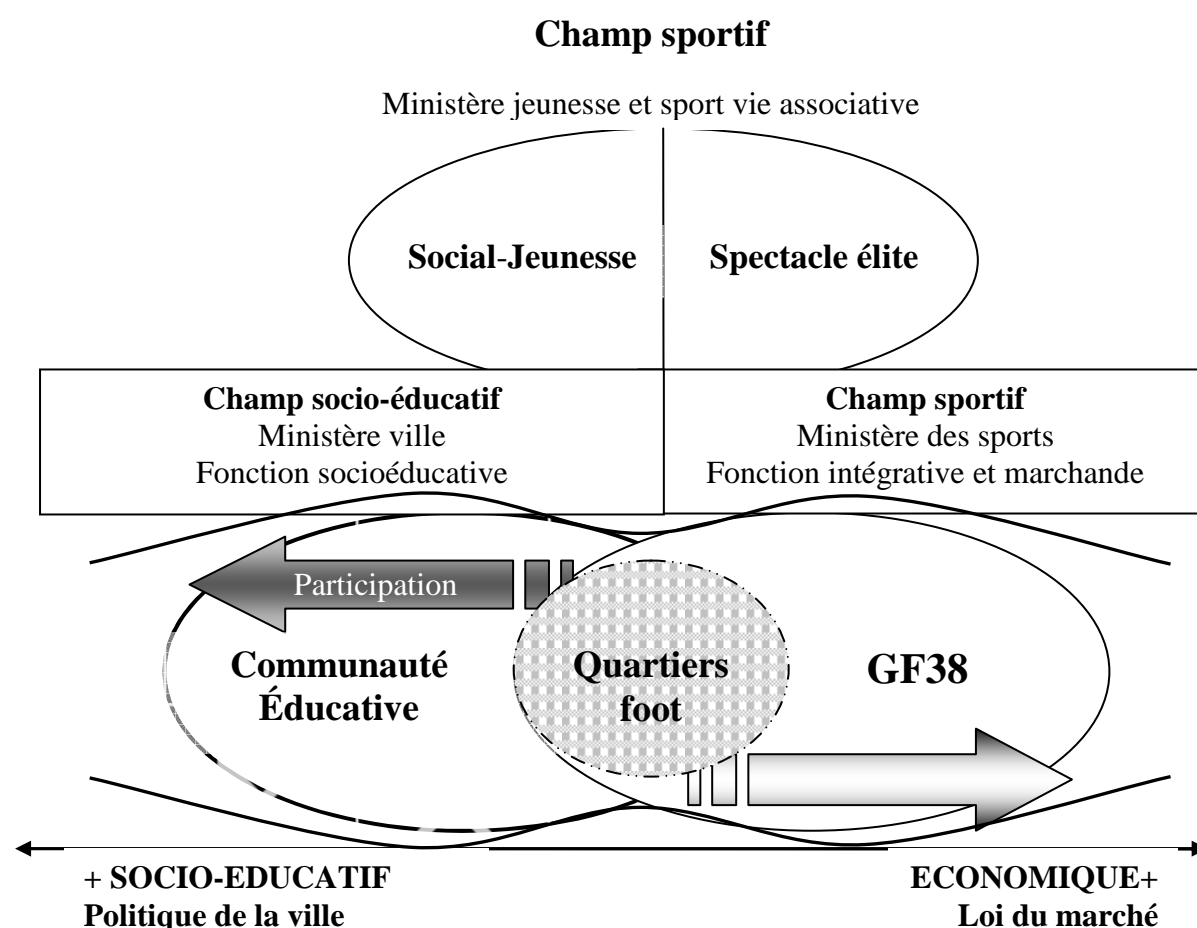 Champ sportif
Ministère jeunesse et sport vie associative
Social-Jeunesse
Spectacle élite
Champ socio-éducatif
Ministère ville
Fonction socioéducative
Champ sportif
Ministère des sports
Fonction intégrative et marchande
Participation
Communauté
Éducative
Quartiers
foot
GF38
+ SOCIO-EDUCATIF
Politique de la ville
ECONOMIQUE+
Loi du marché